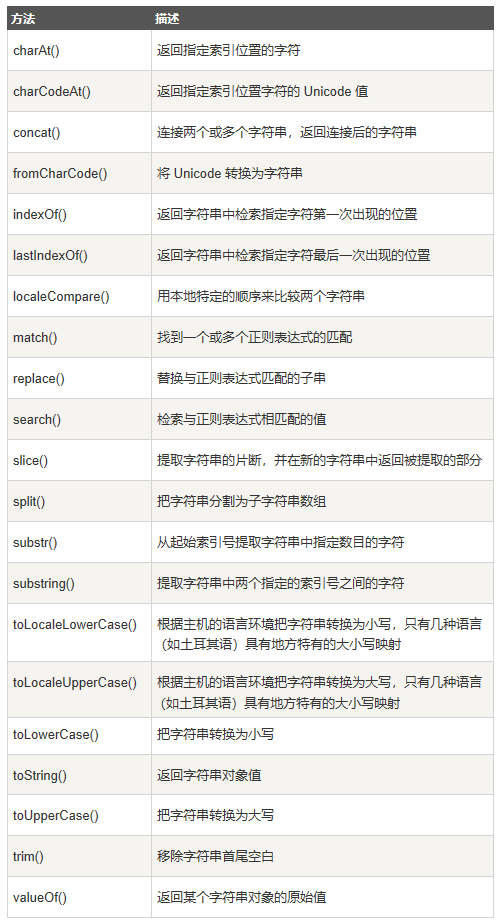 方法 描述
charAt() 返回指定索引位置的字符
charCodeAt() 返回指定索引位置字符的 Unicode 值
concat() 连接两个或多个字符串，返回连接后的字符串
fromCharCode() 将 Unicode 转换为字符串
indexOf() 返回字符串中检索指定字符第一次出现的位置
lastIndexOf() 返回字符串中检索指定字符最后一次出现的位置
localeCompare() 用本地特定的顺序来比较两个字符串
match() 找到一个或多个正则表达式的匹配
replace() 替换与正则表达式匹配的子串
search() 检索与正则表达式相匹配的值
slice() 提取字符串的片断，并在新的字符串中返回被提取的部分
split() 把字符串分割为子字符串数组
substr() 从起始索引号提取字符串中指定数目的字符
substring() 提取字符串中两个指定的索引号之间的字符
toLocaleLowerCase() 根据主机的语言环境把字符串转换为小写，只有几种语言
（如土耳其语）具有地方特有的大小写映射
toLocaleUpperCase() 根据主机的语言环境把字符串转换为大写，只有几种语言
（如土耳其语）具有地方特有的大小写映射
toLowerCase() 把字符串转换为小写
toString() 返回字符串对象值
toUpperCase() 把字符串转换为大写
trim() 移除字符串首尾空白
valueOf() 返回某个字符串对象的原始值